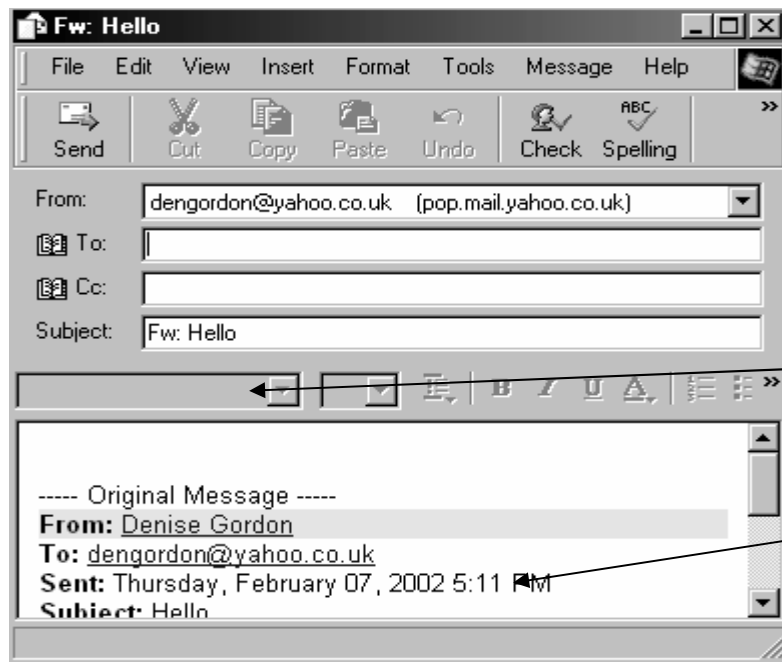 Fw: Hello
File Edit View Insert Format Tools Message Help
ABC
Send Cut Copy Paste Undo Check Spelling
From: dengordon@yahoo.co.uk (pop.mail.yahoo.co.uk)
To:
Cc:
Subject: Fw: Hello
B I U A
----- Original Message -----
From: Denise Gordon
To: dengordon@yahoo.co.uk
Sent: Thursday, February 07, 2002 5:11 PM
Subject: Hello